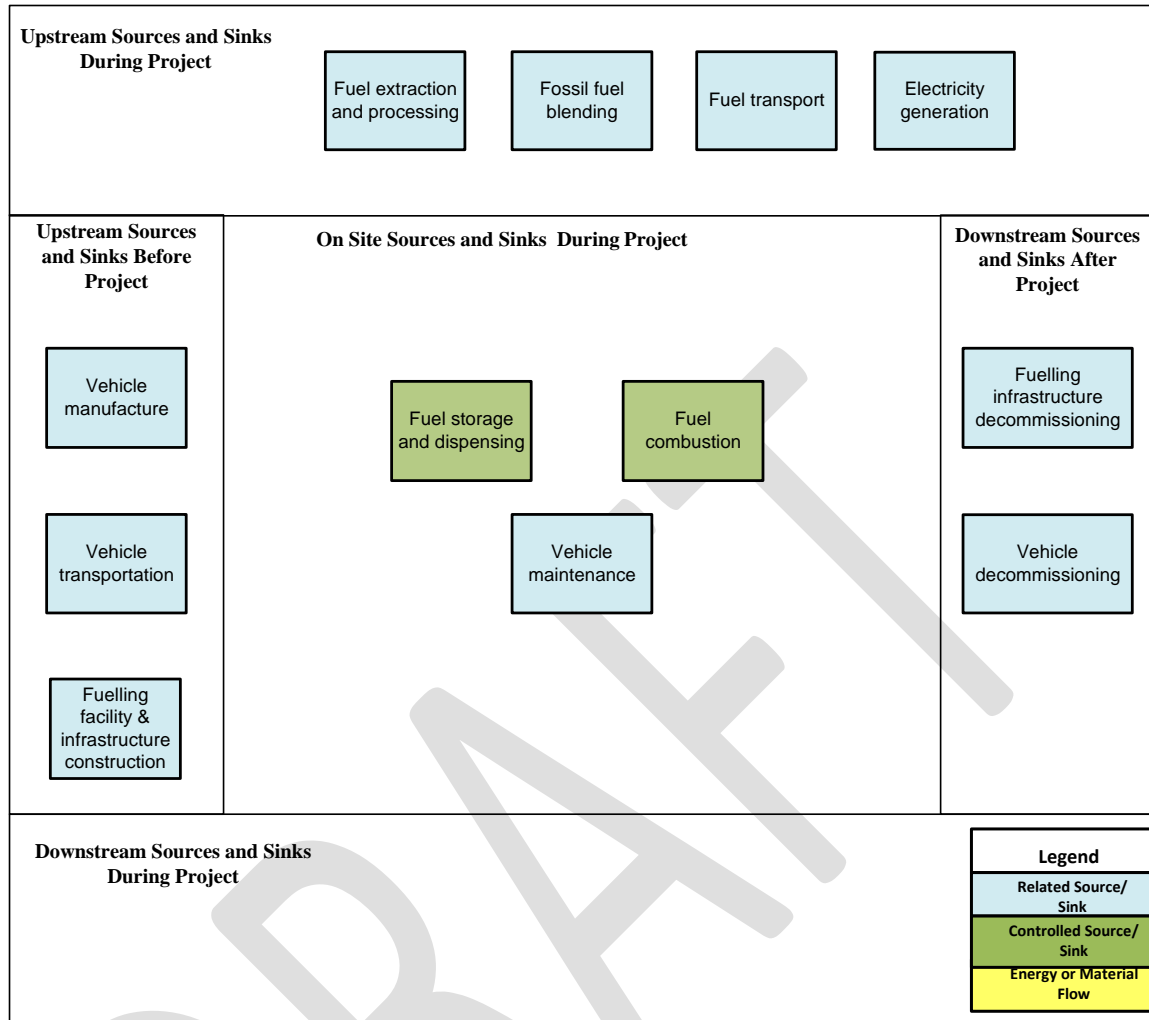 Upstream Sources and Sinks
During Project
Fuel extraction
and processing
Fossil fuel
blending
Fuel transport
Electricity
generation
Upstream Sources
and Sinks Before
Project
On Site Sources and Sinks During Project
Downstream Sources
and Sinks After
Project
Vehicle
manufacture
Fuel storage
and dispensing
Fuel
combustion
Fuelling
infrastructure
decommissioning
Vehicle
transportation
Vehicle
maintenance
Vehicle
decommissioning
Fuelling
facility &
infrastructure
construction
Downstream Sources and Sinks
During Project
Legend
Related Source/
Sink
Controlled Source/
Sink
Energy or Material
Flow
DRAFT